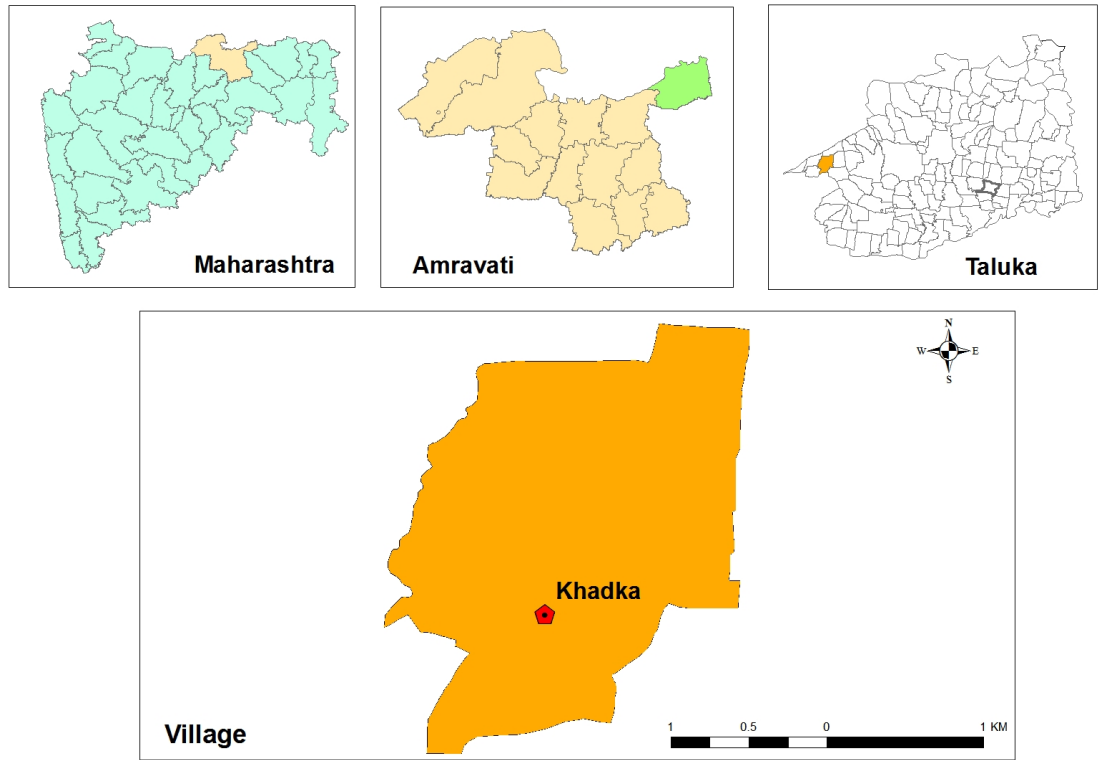 Maharashtra
Amravati
Taluka
N
W E
S
Khadka
Village
1 0.5 0 1 KM